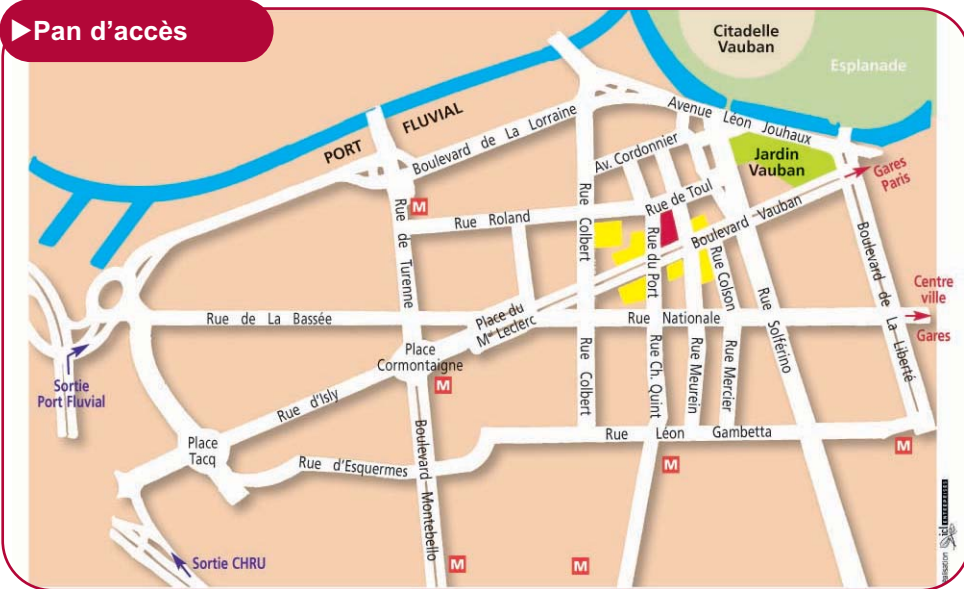 ▶Pan d’accès
Citadelle
Vauban
Esplanade
Avenue Léon Jouhaux
PORT FLUVIAL
Boulevard de La Lorraine
Av. Cordonnier
Jardin
Vauban
Gares
Paris
M
Rue de Turenne
Rue Roland
Rue Colbert
Rue de Toul
Boulevard Vauban
Rue du Port
Rue Colson
Rue Solférino
Boulevard de La Liberté
Centre
ville
Gares
Rue de La Bassée
Place du
Mal Leclerc
Rue Nationale
Place
Cormontaigne
M
Sortie
Port Fluvial
Rue d'Isly
Rue Colbert
Rue Ch. Quint
Rue Meurein
Rue Mercier
Place
Tacq
Rue Léon Gambetta
M
Rue d'Esquermes
Boulevard Montebello
M
Sortie CHRU
M
M
icl ENTREPRISES